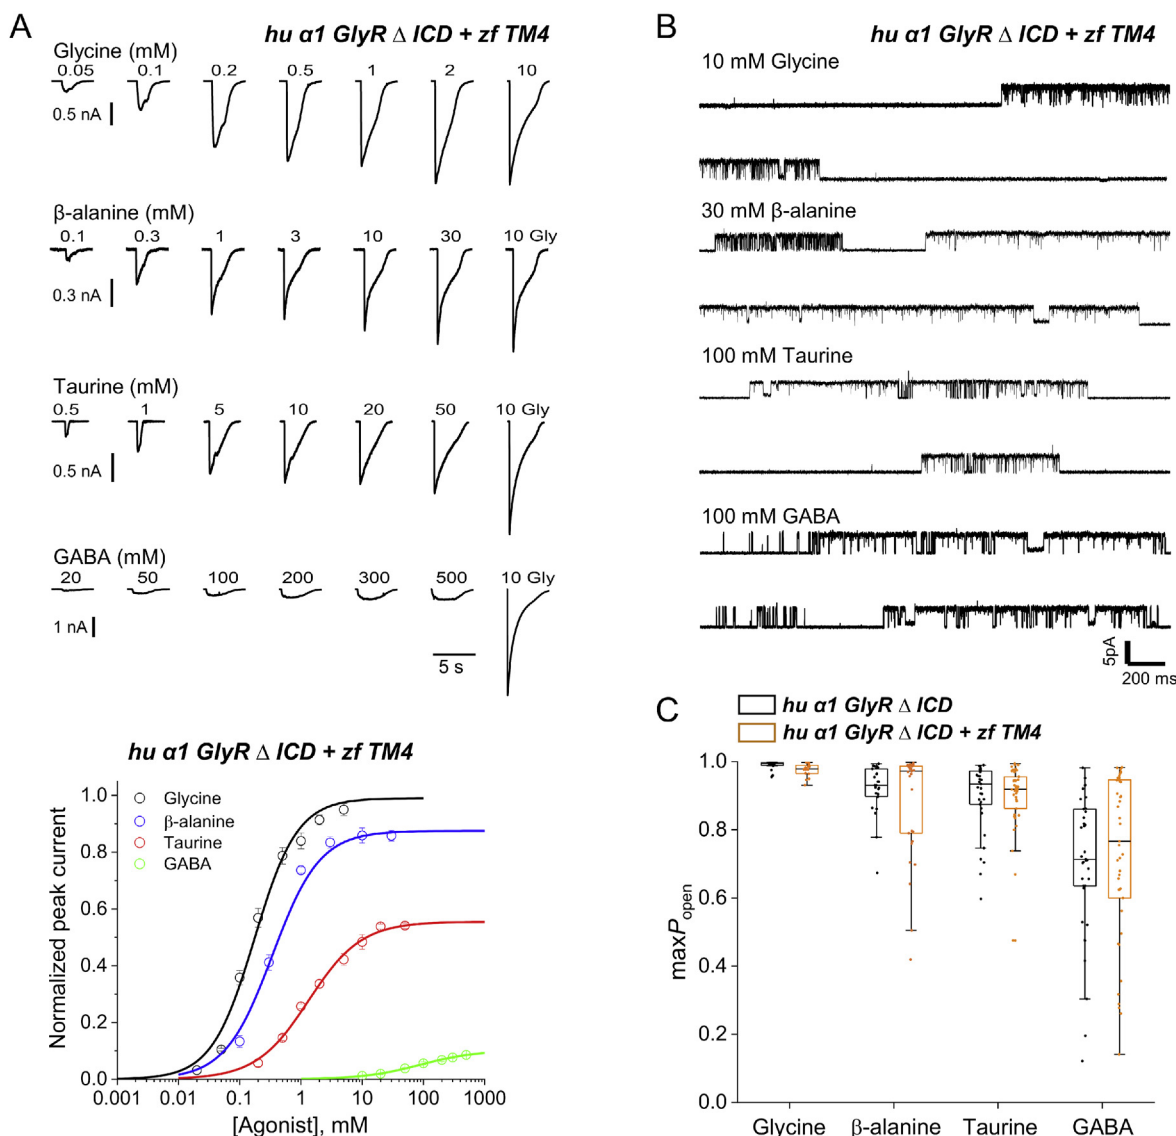 A
hu α1 GlyR Δ ICD + zf TM4
Glycine (mM)
0.05 0.1 0.2 0.5 1 2 10
0.5 nA
β-alanine (mM)
0.1 0.3 1 3 10 30 10 Gly
0.3 nA
Taurine (mM)
0.5 1 5 10 20 50 10 Gly
0.5 nA
GABA (mM)
20 50 100 200 300 500 10 Gly
1 nA
5 s
hu α1 GlyR Δ ICD + zf TM4
1.0
0.8
0.6
0.4
0.2
0.0
Normalized peak current
Glycine
β-alanine
Taurine
GABA
0.001 0.01 0.1 1 10 100 1000
[Agonist], mM
B
hu α1 GlyR Δ ICD + zf TM4
10 mM Glycine
30 mM β-alanine
100 mM Taurine
100 mM GABA
5pA
200 ms
C
hu α1 GlyR Δ ICD
hu α1 GlyR Δ ICD + zf TM4
1.0
0.8
0.6
0.4
0.2
0.0
maxPopen
Glycine β-alanine Taurine GABA